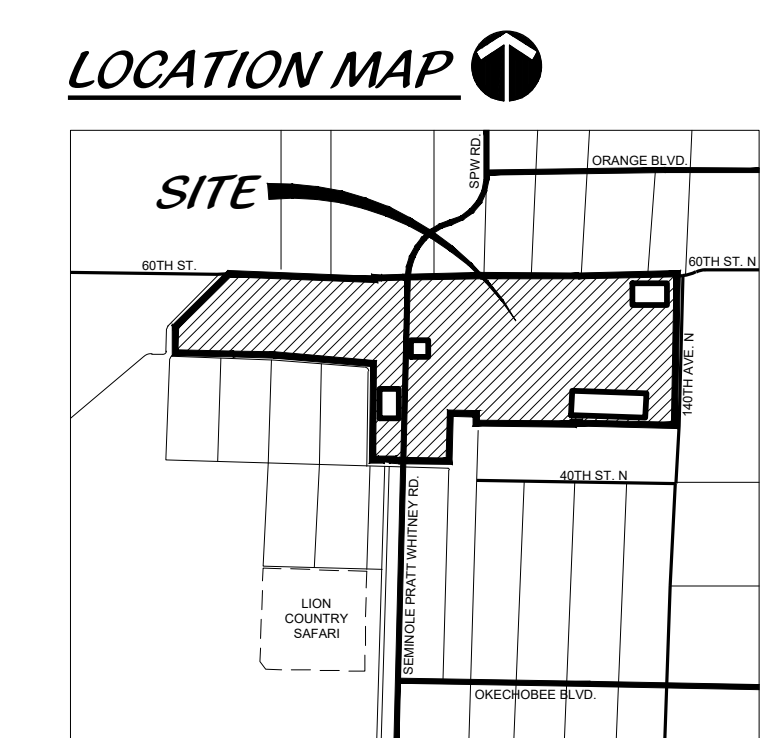 LOCATION MAP
SPW RD.
ORANGE BLVD.
SITE
60TH ST.
60TH ST. N
140TH AVE. N
40TH ST. N
SEMINOLE PRATT WHITNEY RD.
LION
COUNTRY
SAFARI
OKECHOBEE BLVD.